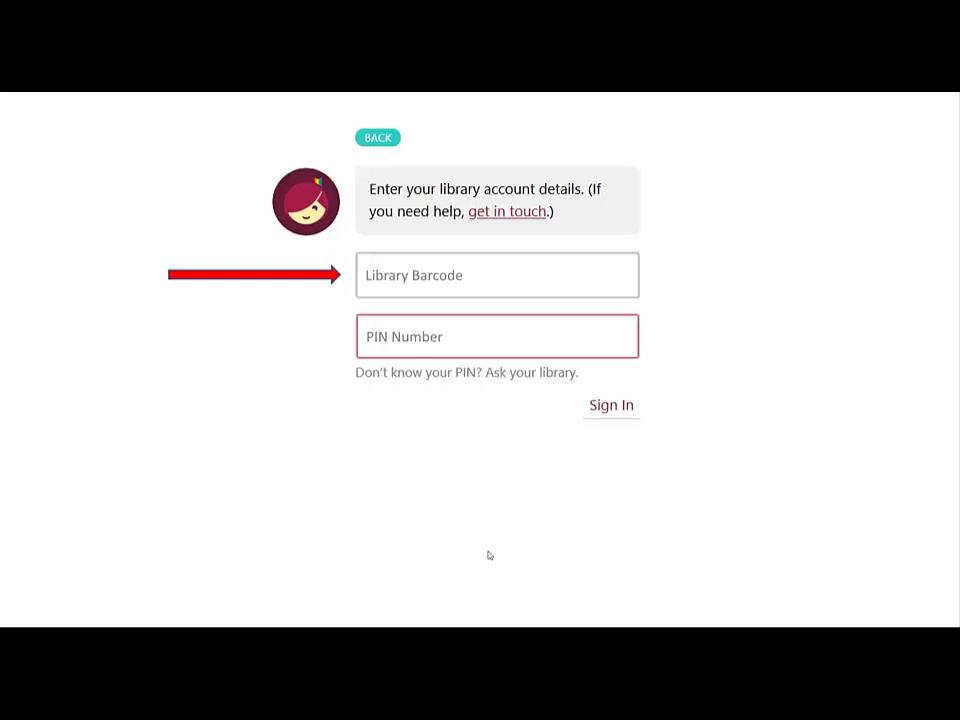 BACK
Enter your library account details. (If
you need help, get in touch.)
Library Barcode
PIN Number
Don't know your PIN? Ask your library.
Sign In